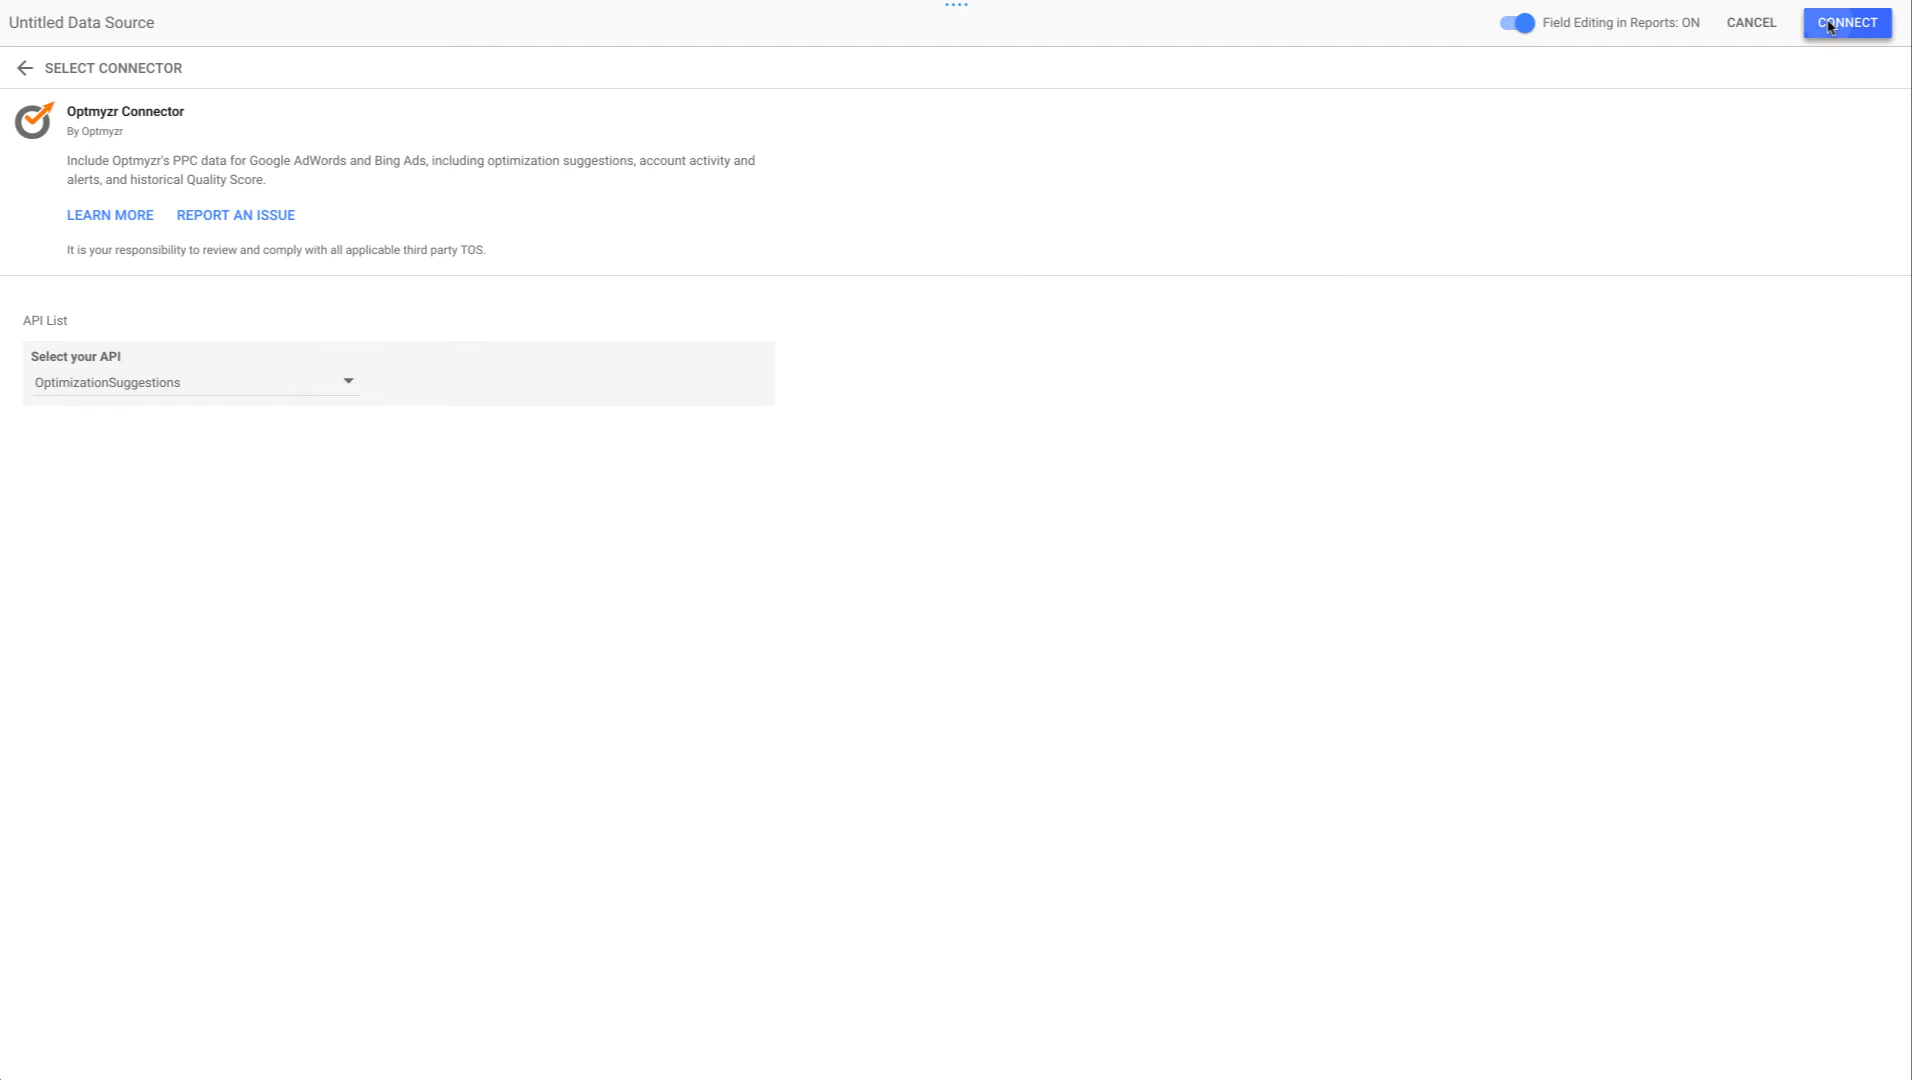 Untitled Data Source
Field Editing in Reports: ON
CANCEL
CONNECT
SELECT CONNECTOR
Optmyzr Connector
By Optmyzr
Include Optmyzr's PPC data for Google AdWords and Bing Ads, including optimization suggestions, account activity and
alerts, and historical Quality Score.
LEARN MORE
REPORT AN ISSUE
It is your responsibility to review and comply with all applicable third party TOS.
API List
Select your API
OptimizationSuggestions